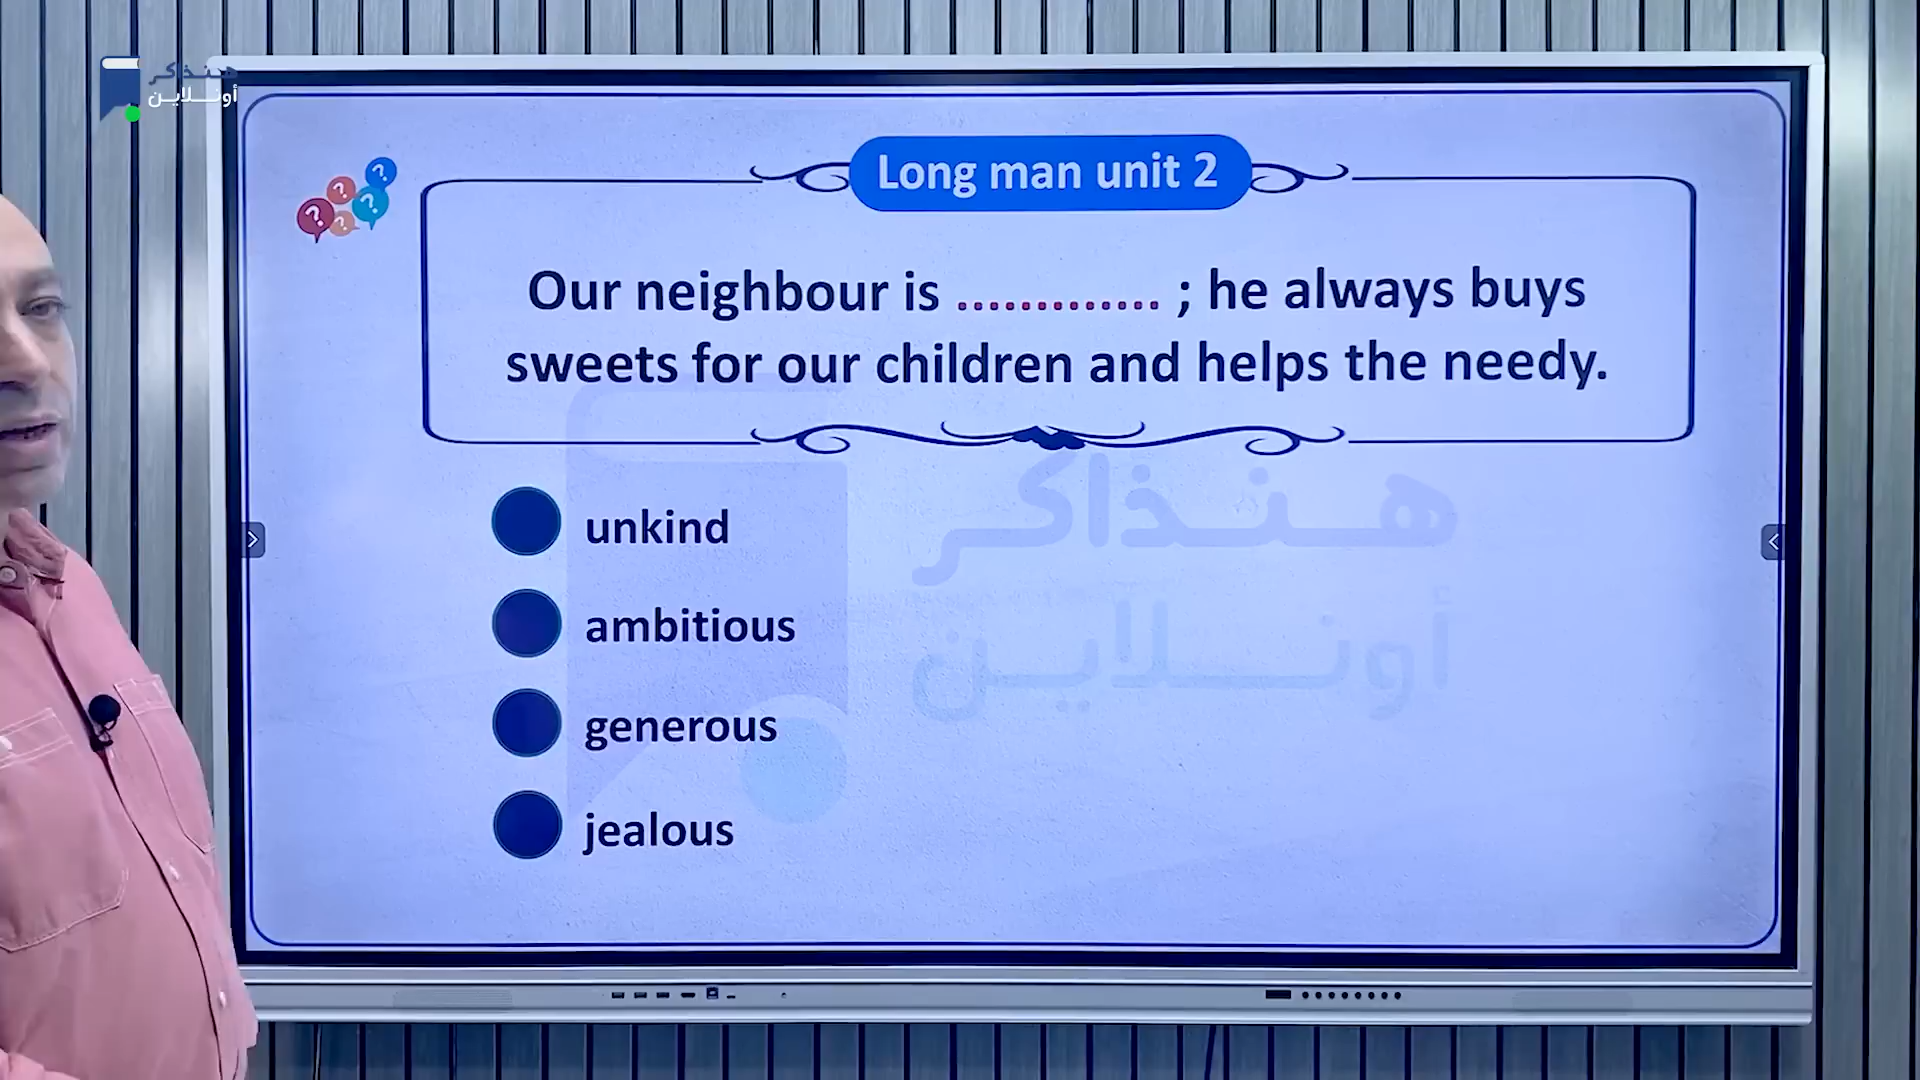 هنذاكر
أونلاين
Long man unit 2
Our neighbour is ............. ; he always buys
sweets for our children and helps the needy.
unkind
ambitious
generous
jealous
هنذاكر
أونلاين